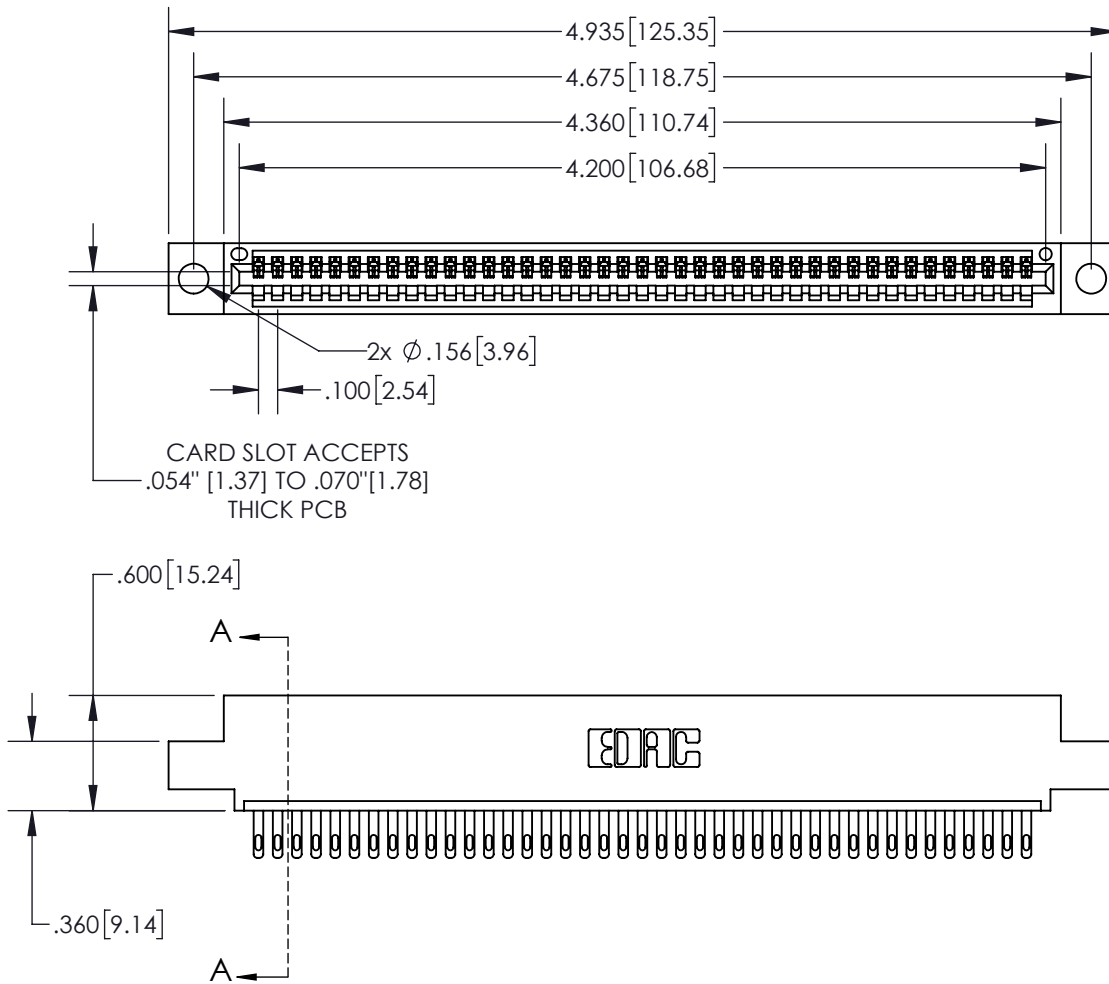 4.935[125.35]
4.675[118.75]
4.360[110.74]
4.200[106.68]
2x Ø .156[3.96]
.100[2.54]
CARD SLOT ACCEPTS
.054" [1.37] TO .070"[1.78]
THICK PCB
.600[15.24]
A
EDAC
.360[9.14]
A